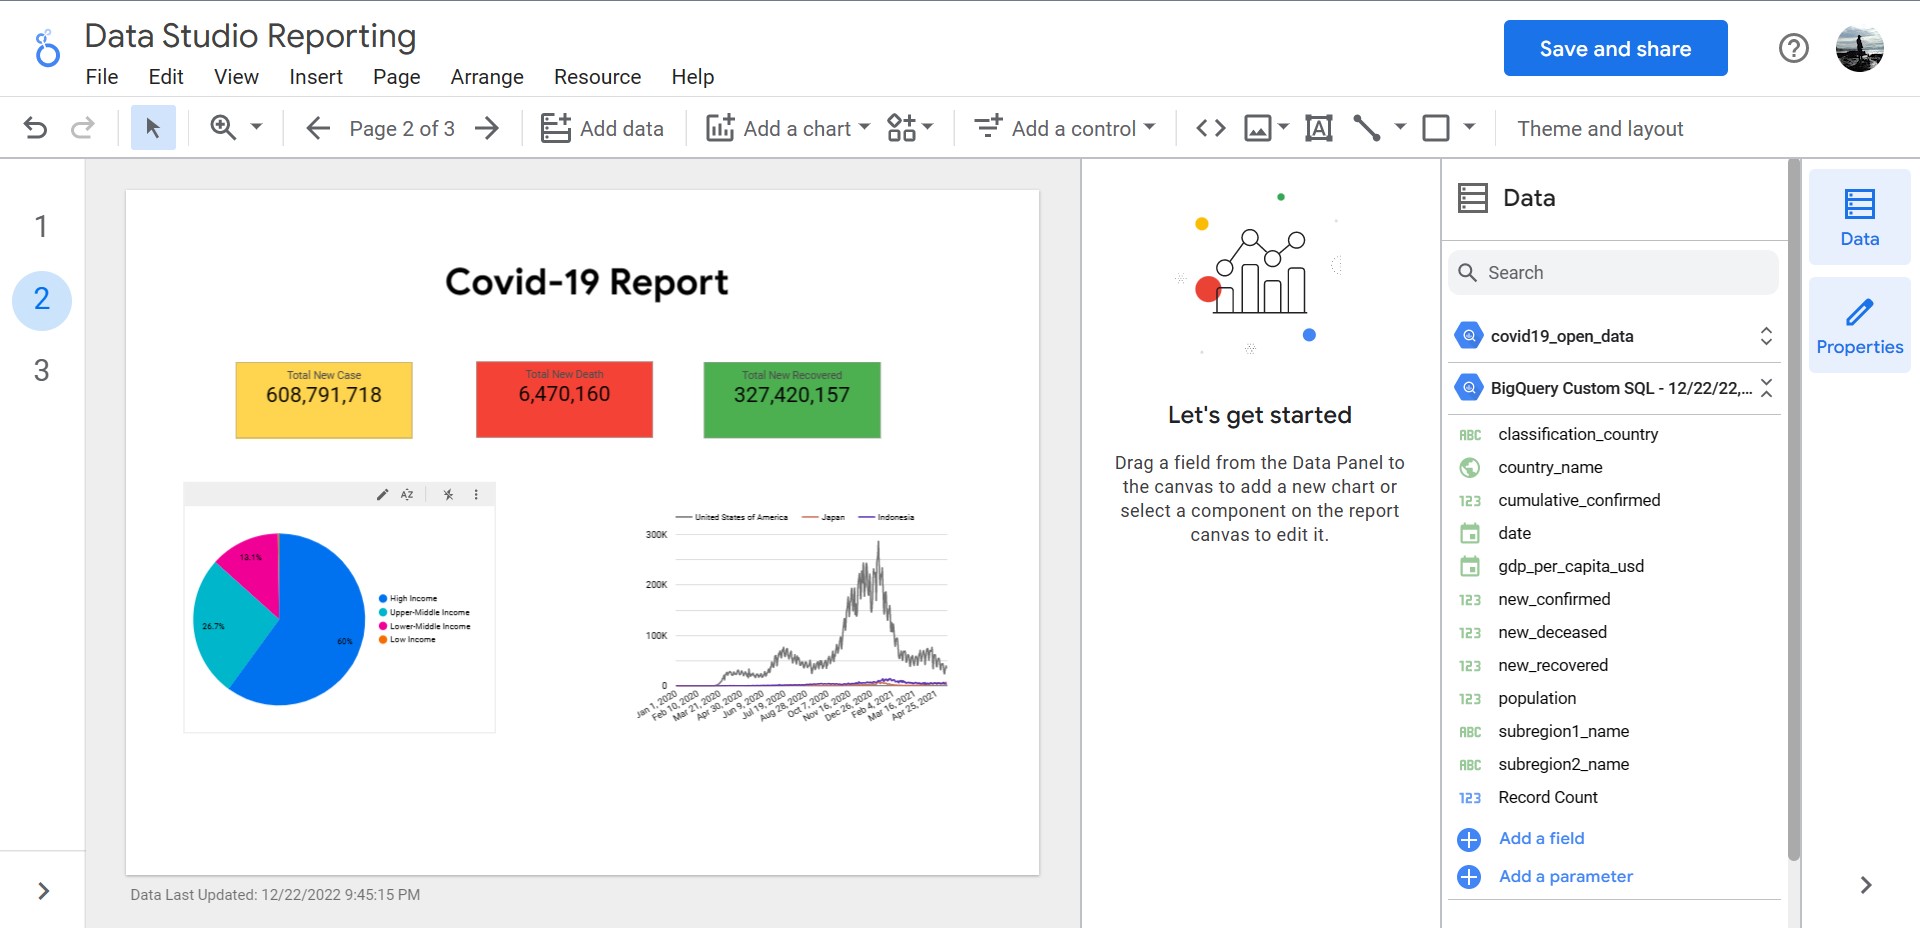 Data Studio Reporting
File Edit View Insert Page Arrange Resource Help
Save and share
Page 2 of 3
Add data
Add a chart
Add a control
Theme and layout
1
2
3
Covid-19 Report
Total New Case
608,791,718
Total New Death
6,470,160
Total New Recovered
327,420,157
60%
26.7%
13.1%
High Income
Upper-Middle Income
Lower-Middle Income
Low Income
United States of America Japan Indonesia
300K
200K
100K
0
Jan 1, 2020
Feb 10, 2020
Mar 21, 2020
Apr 30, 2020
Jun 9, 2020
Jul 19, 2020
Aug 28, 2020
Oct 7, 2020
Nov 16, 2020
Dec 26, 2020
Feb 4, 2021
Mar 16, 2021
Apr 25, 2021
Data Last Updated: 12/22/2022 9:45:15 PM
Let's get started
Drag a field from the Data Panel to
the canvas to add a new chart or
select a component on the report
canvas to edit it.
Data
Search
covid19_open_data
BigQuery Custom SQL - 12/22/22,...
ABC classification_country
country_name
123 cumulative_confirmed
date
gdp_per_capita_usd
123 new_confirmed
123 new_deceased
123 new_recovered
123 population
ABC subregion1_name
ABC subregion2_name
123 Record Count
Add a field
Add a parameter
Data
Properties